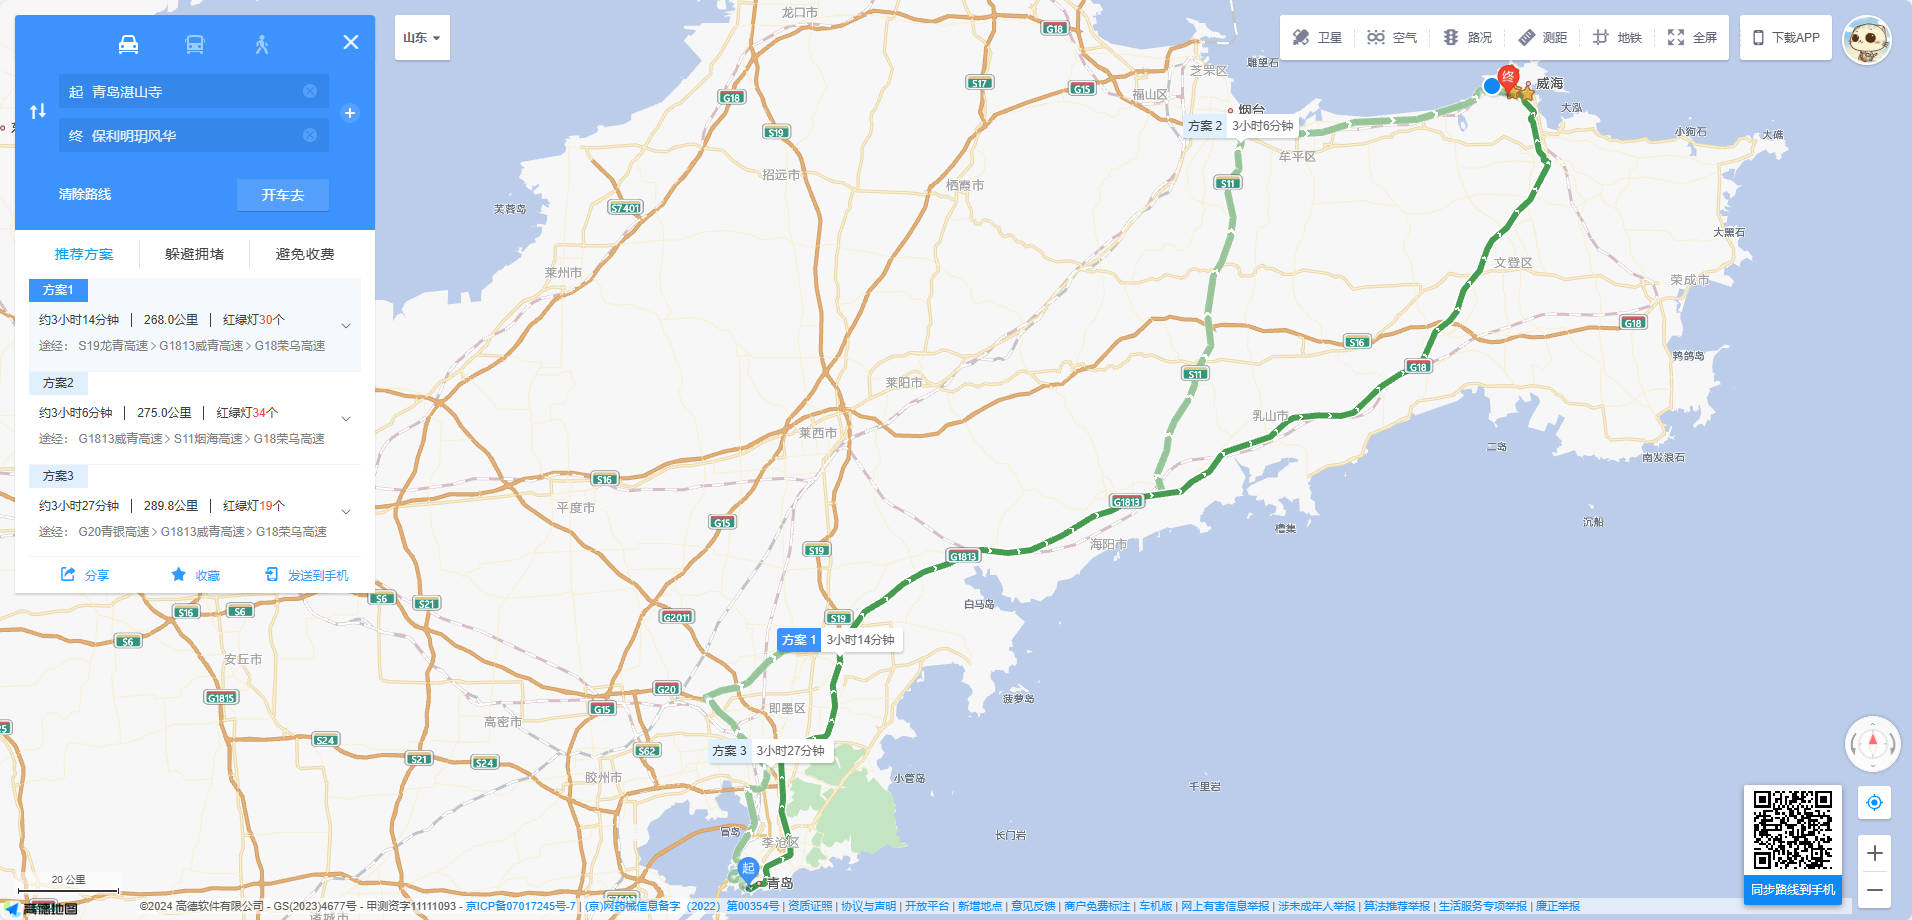 起 青岛湛山寺
终 保利明玥风华
清除路线
开车去
推荐方案
躲避拥堵
避免收费
方案1
约3小时14分钟 | 268.0公里 | 红绿灯30个
途经： S19龙青高速 > G1813威青高速 > G18荣乌高速
方案2
约3小时6分钟 | 275.0公里 | 红绿灯34个
途经： G1813威青高速 > S11烟海高速 > G18荣乌高速
方案3
约3小时27分钟 | 289.8公里 | 红绿灯19个
途经： G20青银高速 > G1813威青高速 > G18荣乌高速
分享
收藏
发送到手机
山东
卫星
空气
路况
测距
地铁
全屏
下载APP
龙口市
G18
雕望石
芝罘区
S17
G15
福山区
G18
烟台
终
威海
大泓
方案 2 3小时6分钟
S19
小狗石
大礁
牟平区
招远市
栖霞市
S11
S7401
芙蓉岛
大黑石
莱州市
文登区
荣成市
G18
S16
鹁鸽岛
G18
S11
莱阳市
乳山市
莱西市
二岛
南发浪石
S16
G1813
平度市
G15
槽集
沉船
海阳市
S19
G1813
S6
S21
白马岛
S16
S6
G2011
S19
S6
方案 1 3小时14分钟
安丘市
G20
G1815
菠萝岛
G15
即墨区
高密市
25
S24
S62
方案 3 3小时27分钟
S21
S24
胶州市
小管岛
千里岩
冒岛
长门岩
李沧区
起
青岛
诸城市
同步路线到手机
20 公里
高德地图
©2024 高德软件有限公司 - GS(2023)4677号 - 甲测资字11111093 - 京ICP备07017245号-7 | (京)网药械信息备字（2022）第00354号 | 资质证照 | 协议与声明 | 开放平台 | 新增地点 | 意见反馈 | 商户免费标注 | 车机版 | 网上有害信息举报 | 涉未成年人举报 | 算法推荐举报 | 生活服务专项举报 | 廉正举报